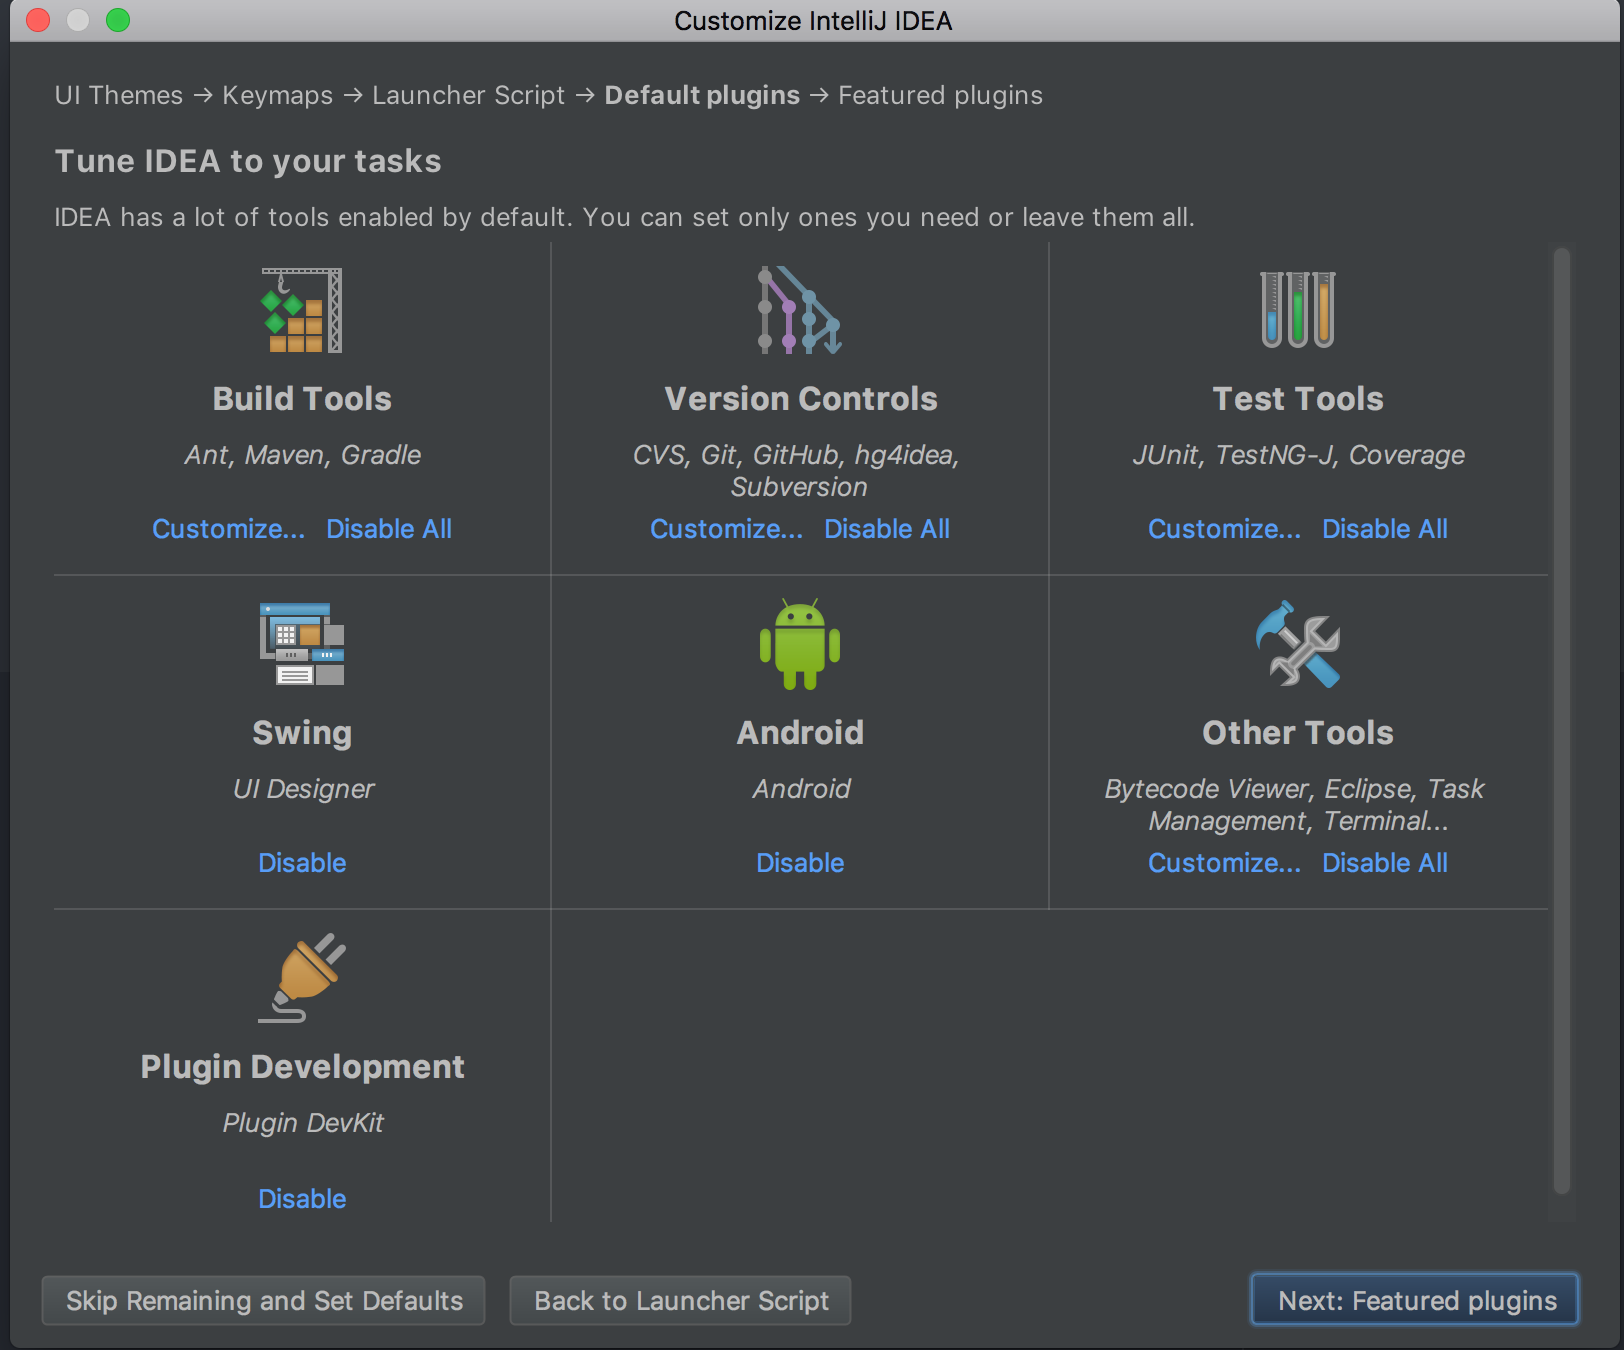 Customize IntelliJ IDEA
UI Themes → Keymaps → Launcher Script → Default plugins → Featured plugins
Tune IDEA to your tasks
IDEA has a lot of tools enabled by default. You can set only ones you need or leave them all.
Build Tools
Ant, Maven, Gradle
Customize... Disable All
Version Controls
CVS, Git, GitHub, hg4idea,
Subversion
Customize... Disable All
Test Tools
JUnit, TestNG-J, Coverage
Customize... Disable All
Swing
UI Designer
Disable
Android
Android
Disable
Other Tools
Bytecode Viewer, Eclipse, Task
Management, Terminal...
Customize... Disable All
Plugin Development
Plugin DevKit
Disable
Skip Remaining and Set Defaults
Back to Launcher Script
Next: Featured plugins